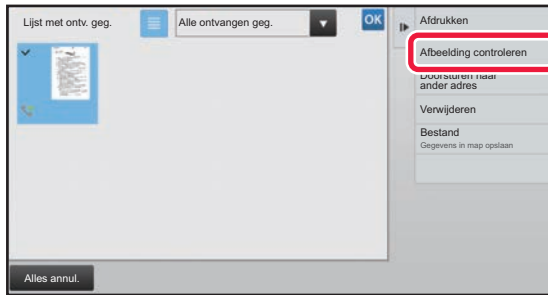 Lijst met ontv. geg.
Alle ontvangen geg.
OK
Afdrukken
Afbeelding controleren
Doorsturen naar
ander adres
Verwijderen
Bestand
Gegevens in map opslaan
Alles annul.